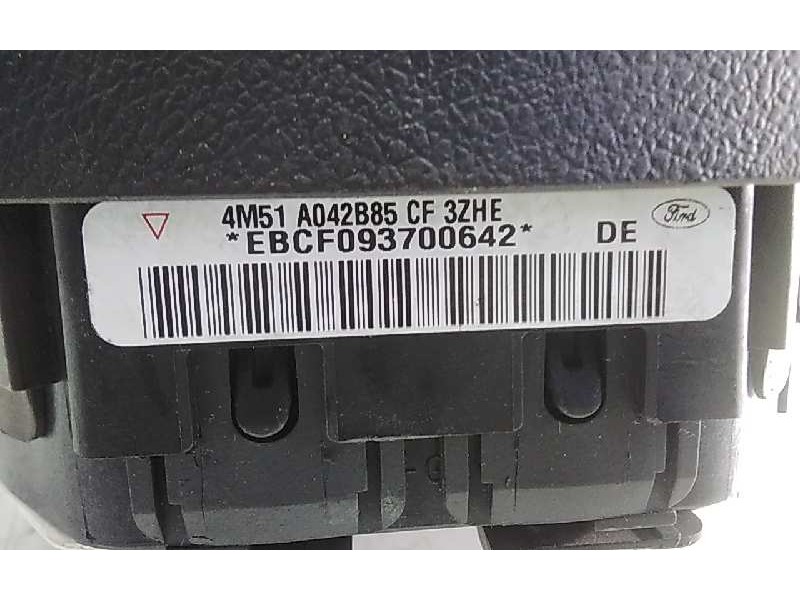 4M51 A042B85 CF 3ZHE
*EBCF093700642*
DE
Ford